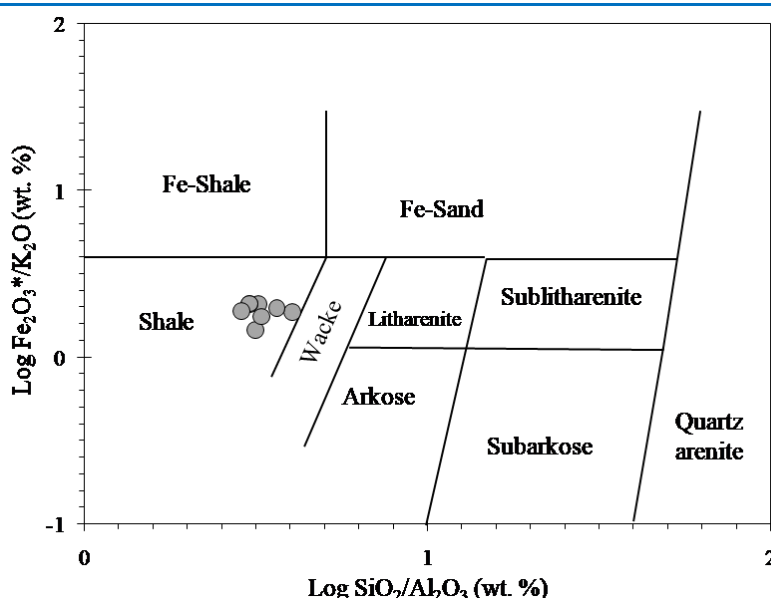 2
Fe-Shale
1
Fe-Sand
Log Fe₂O₃*/K₂O (wt. %)
Sublitharenite
Shale
Wacke
Litharenite
0
Arkose
Quartz
arenite
Subarkose
-1
0
1
2
Log SiO₂/Al₂O₃ (wt. %)